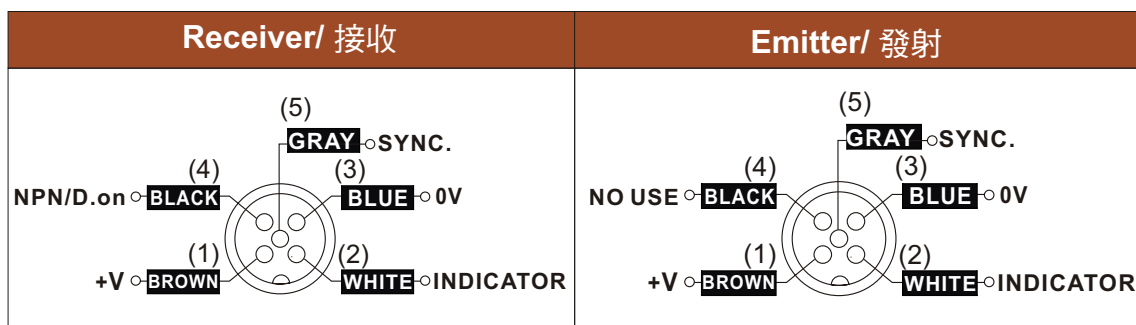 Receiver/ 接收
(5)
GRAY SYNC.
(4) (3)
NPN/D.on BLACK BLUE 0V
(1) (2)
+V BROWN WHITE INDICATOR
Emitter/ 發射
(5)
GRAY SYNC.
(4) (3)
NO USE BLACK BLUE 0V
(1) (2)
+V BROWN WHITE INDICATOR